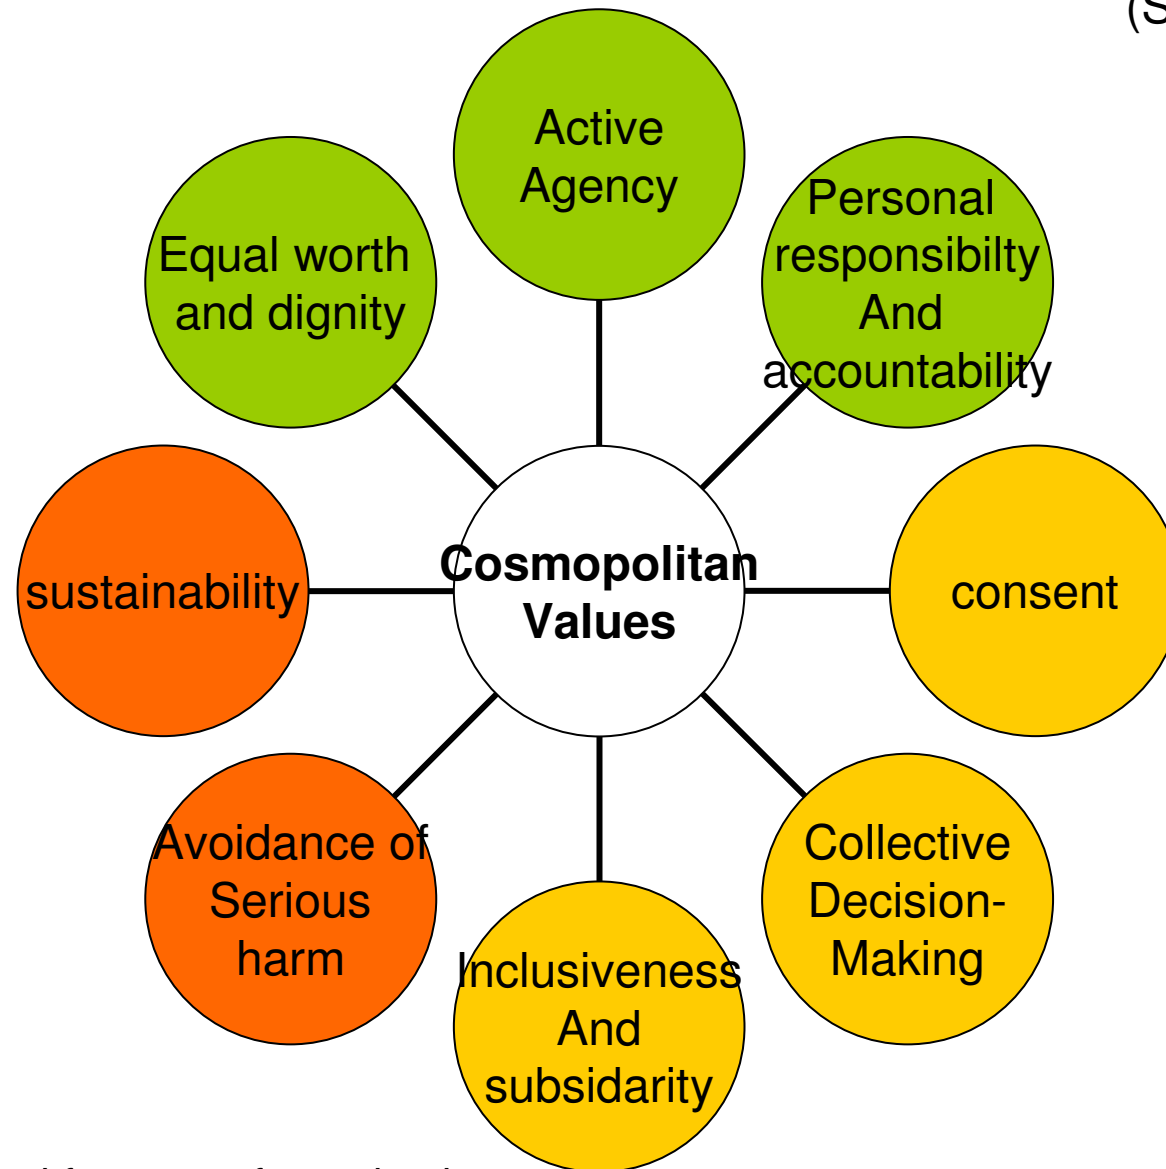 (S
Active
Agency
Personal
responsibilty
And
accountability
Equal worth
and dignity
Cosmopolitan
Values
sustainability
consent
Avoidance of
Serious
harm
Collective
Decision-
Making
Inclusiveness
And
subsidarity